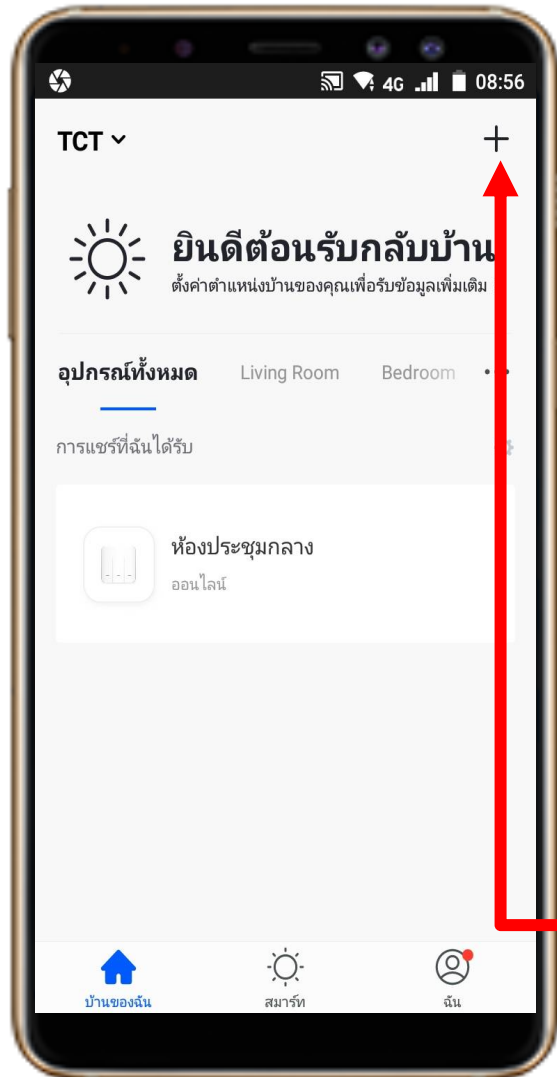 4G 08:56
TCT
ยินดีต้อนรับกลับบ้าน
ตั้งค่าตำแหน่งบ้านของคุณเพื่อรับข้อมูลเพิ่มเติม
อุปกรณ์ทั้งหมด Living Room Bedroom
การแชร์ที่ฉันได้รับ
ห้องประชุมกลาง
ออนไลน์
บ้านของฉัน สมาร์ท ฉัน